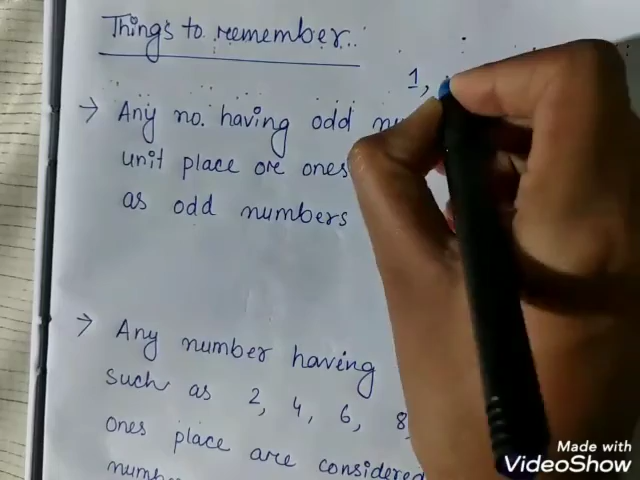 Things to remember..
1,
→ Any no. having odd
unit place ore ones
as odd numbers
→ Any number having
such as 2, 4, 6, 8,
ones place are considered
Made with
VideoShow